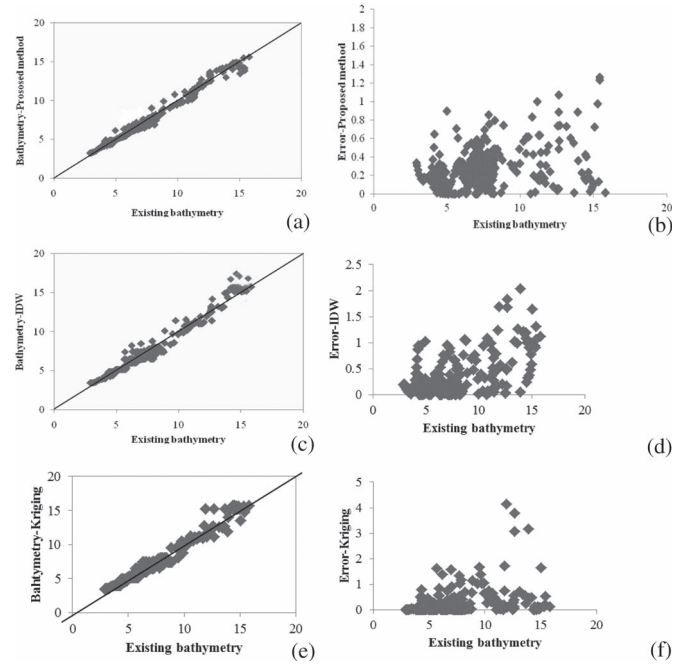 Bathymetry-Prososed method
20
15
10
5
0
0 5 10 15 20
Existing bathymetry
(a)
Error-Proposed method
2
1.8
1.6
1.4
1.2
1
0.8
0.6
0.4
0.2
0
0 5 10 15 20
Existing bathymetry
(b)
Bathymetry-IDW
20
15
10
5
0
0 5 10 15 20
Existing bathymetry
(c)
Error-IDW
2.5
2
1.5
1
0.5
0
0 5 10 15 20
Existing bathymetry
(d)
Bahtymetry-Kriging
20
15
10
5
0
0 5 10 15 20
Existing bathymetry
(e)
Error-Kriging
5
4
3
2
1
0
0 5 10 15 20
Existing bathymetry
(f)